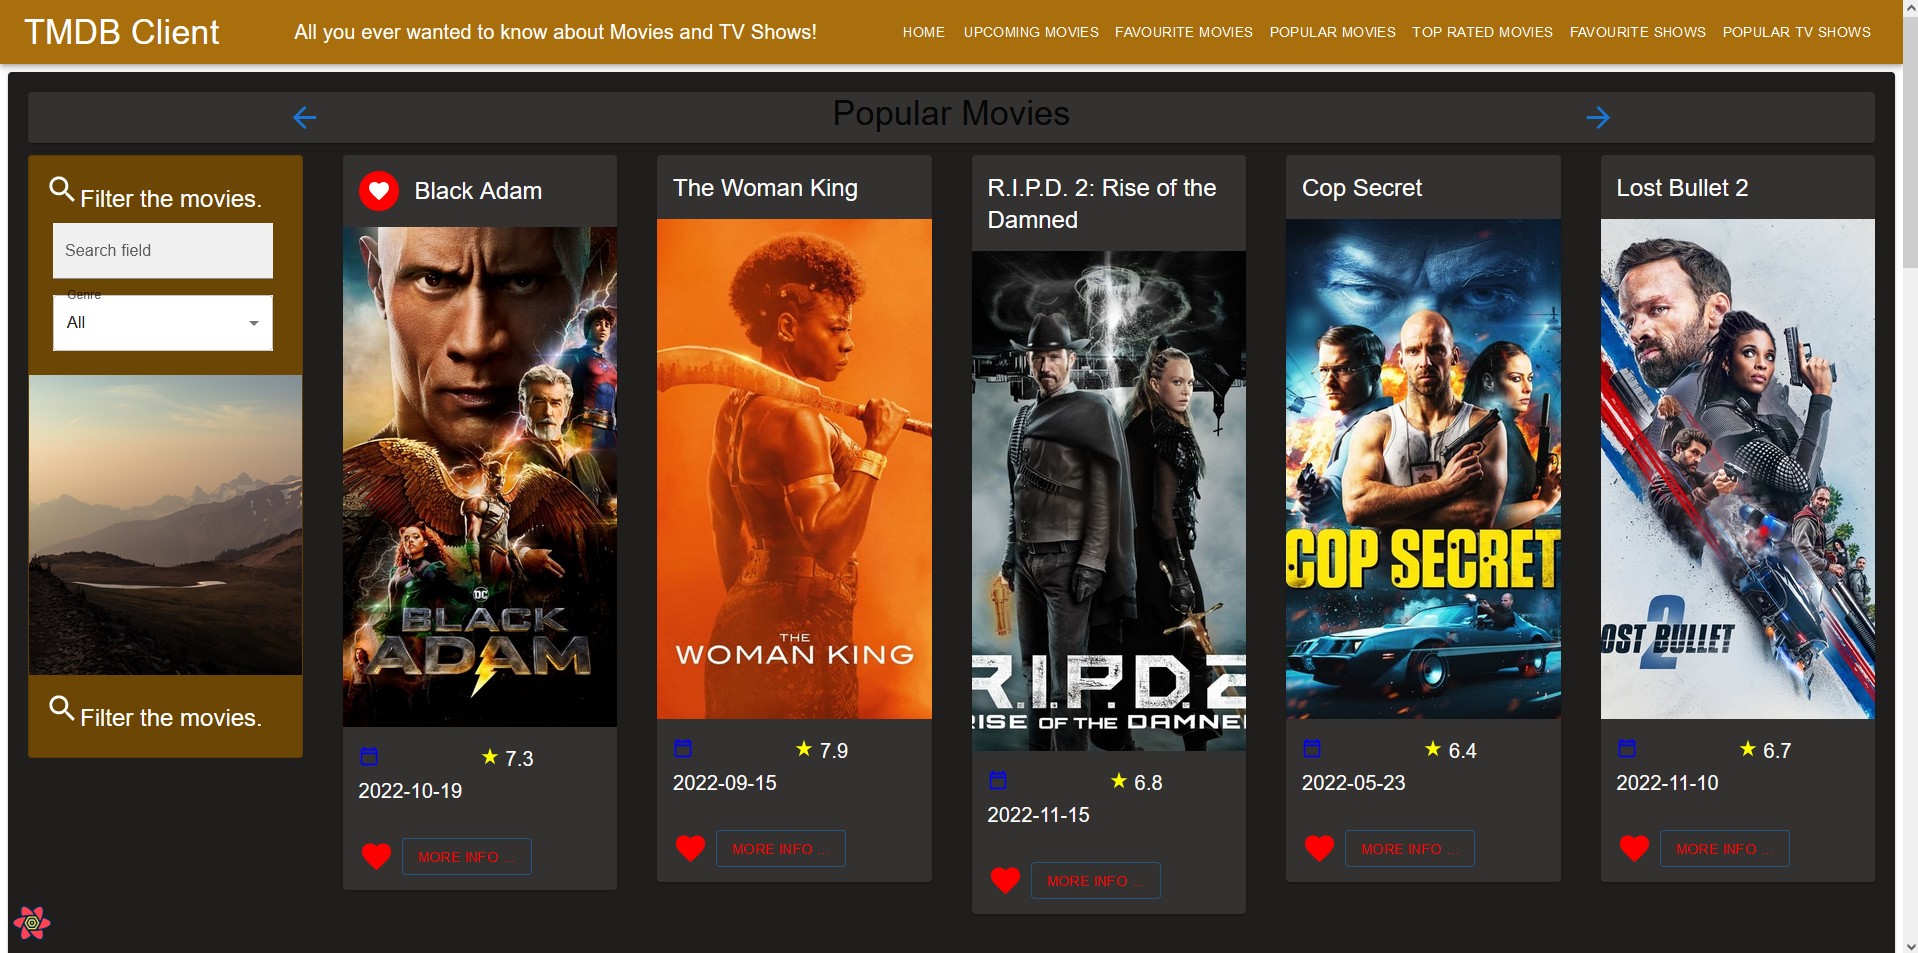 TMDB Client
All you ever wanted to know about Movies and TV Shows!
HOME UPCOMING MOVIES FAVOURITE MOVIES POPULAR MOVIES TOP RATED MOVIES FAVOURITE SHOWS POPULAR TV SHOWS
Popular Movies
Filter the movies.
Search field
Genre
All
Filter the movies.
Black Adam
DC
BLACK
ADAM
7.3
2022-10-19
MORE INFO ...
The Woman King
THE
WOMAN KING
7.9
2022-09-15
MORE INFO ...
R.I.P.D. 2: Rise of the
Damned
R.I.P.D. 2
RISE OF THE DAMNED
6.8
2022-11-15
MORE INFO ...
Cop Secret
COP SECRET
6.4
2022-05-23
MORE INFO ...
Lost Bullet 2
OST BULLET
2
6.7
2022-11-10
MORE INFO ...